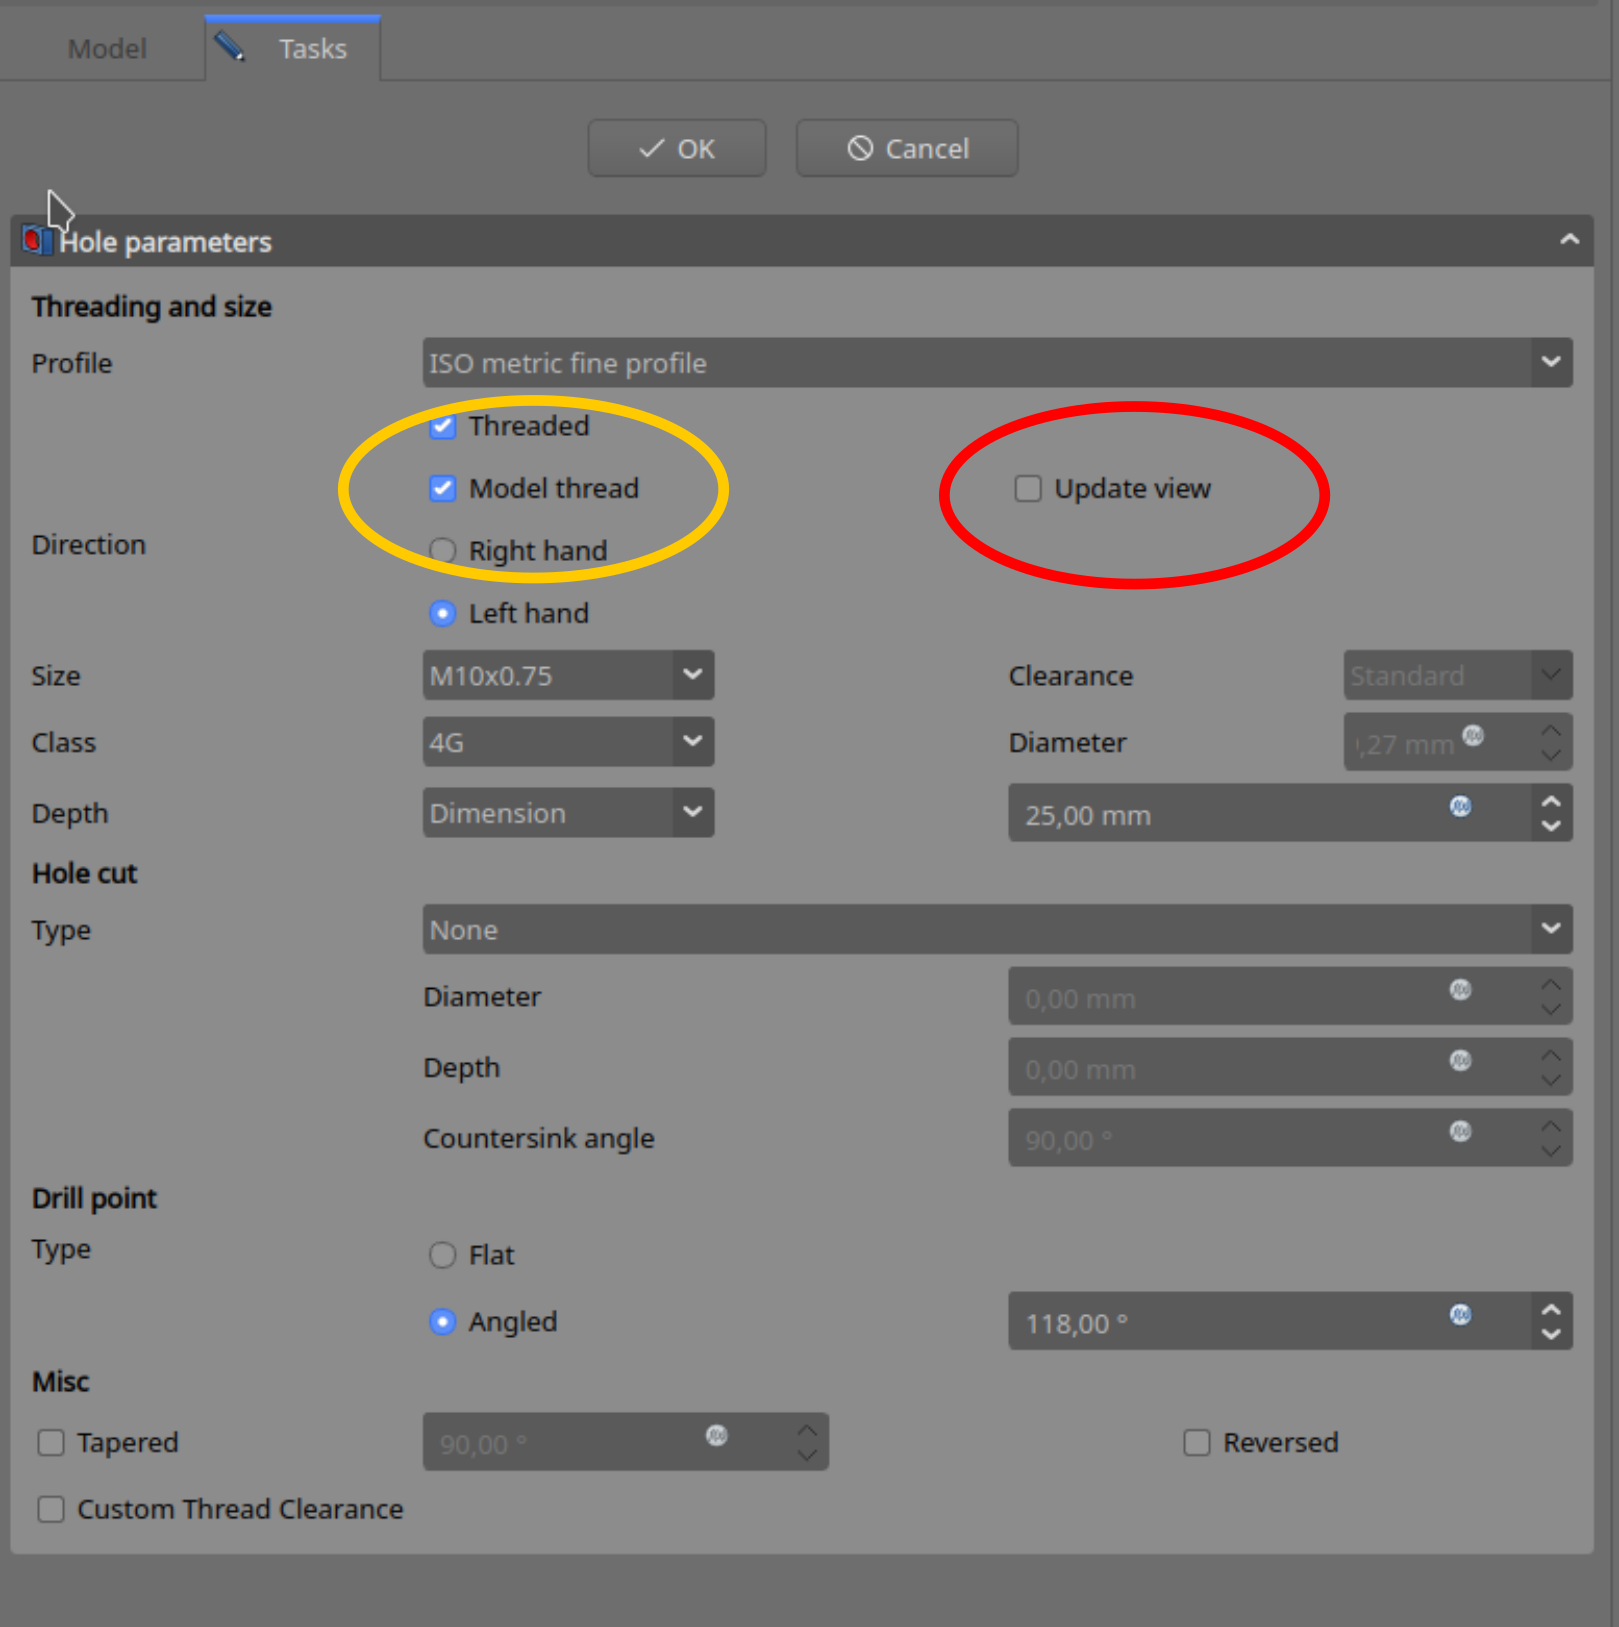 Model Tasks
OK Cancel
Hole parameters
Threading and size
Profile ISO metric fine profile
Threaded
Model thread Update view
Direction Right hand
Left hand
Size M10x0.75 Clearance Standard
Class 4G Diameter ,27 mm
Depth Dimension 25,00 mm
Hole cut
Type None
Diameter 0,00 mm
Depth 0,00 mm
Countersink angle 90,00 °
Drill point
Type Flat
Angled 118,00 °
Misc
Tapered 90,00 ° Reversed
Custom Thread Clearance